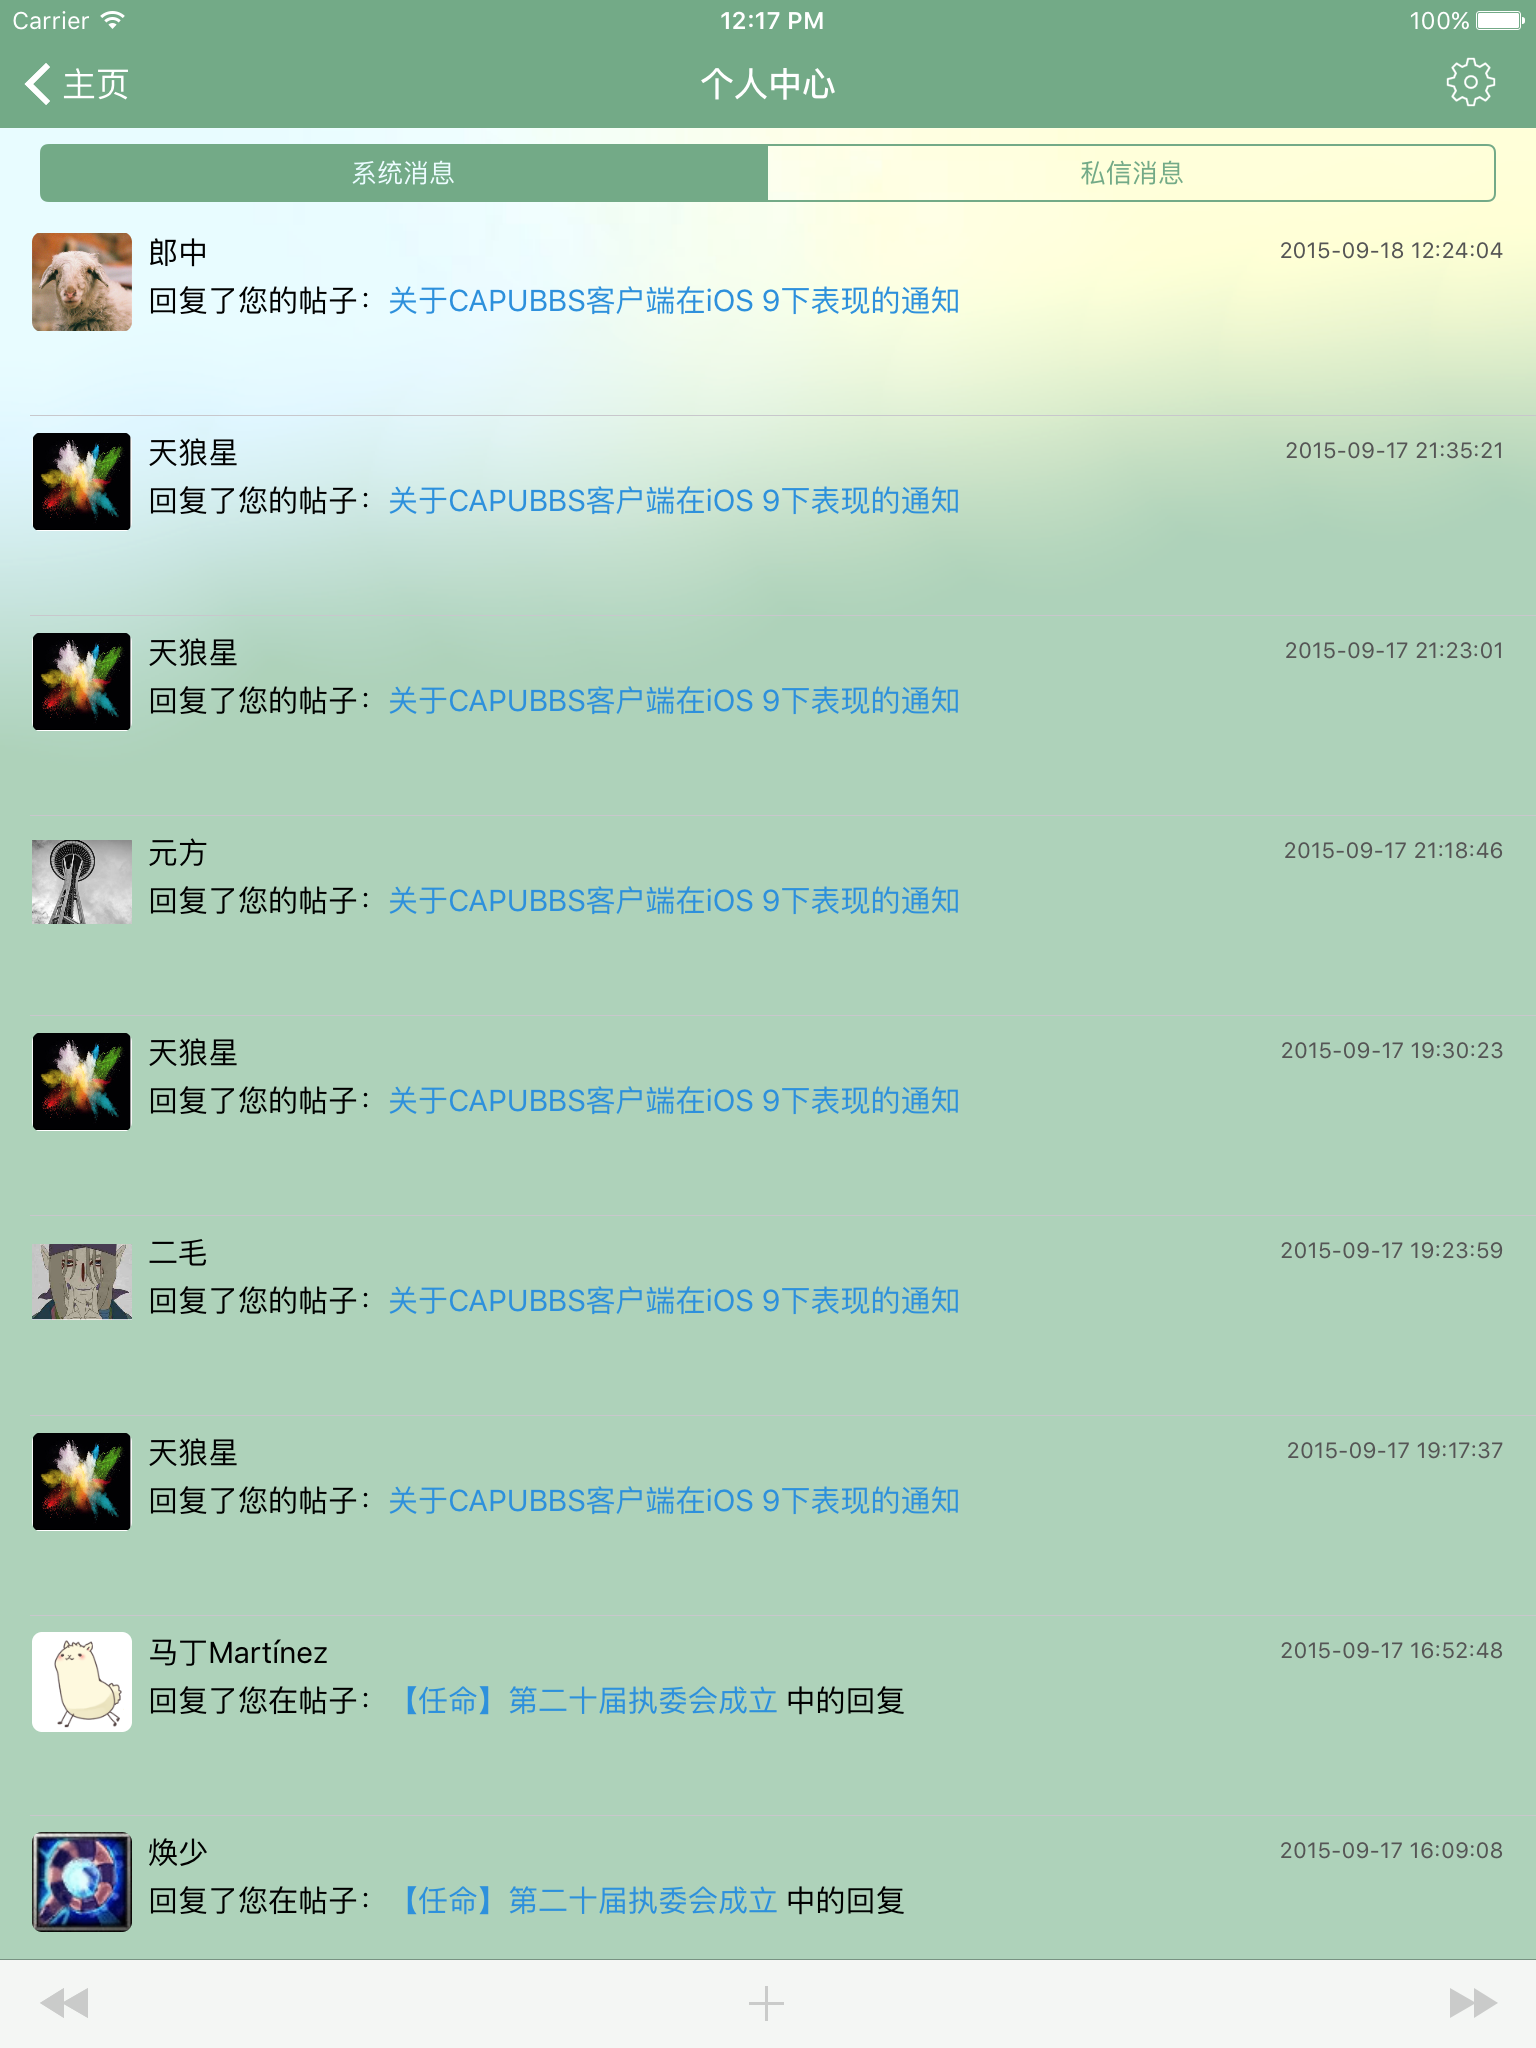 Carrier 12:17 PM 100%
主页 个人中心
系统消息 私信消息
郎中 2015-09-18 12:24:04
回复了您的帖子：关于CAPUBBS客户端在iOS 9下表现的通知
天狼星 2015-09-17 21:35:21
回复了您的帖子：关于CAPUBBS客户端在iOS 9下表现的通知
天狼星 2015-09-17 21:23:01
回复了您的帖子：关于CAPUBBS客户端在iOS 9下表现的通知
元方 2015-09-17 21:18:46
回复了您的帖子：关于CAPUBBS客户端在iOS 9下表现的通知
天狼星 2015-09-17 19:30:23
回复了您的帖子：关于CAPUBBS客户端在iOS 9下表现的通知
二毛 2015-09-17 19:23:59
回复了您的帖子：关于CAPUBBS客户端在iOS 9下表现的通知
天狼星 2015-09-17 19:17:37
回复了您的帖子：关于CAPUBBS客户端在iOS 9下表现的通知
马丁Martínez 2015-09-17 16:52:48
回复了您在帖子：【任命】第二十届执委会成立 中的回复
焕少 2015-09-17 16:09:08
回复了您在帖子：【任命】第二十届执委会成立 中的回复